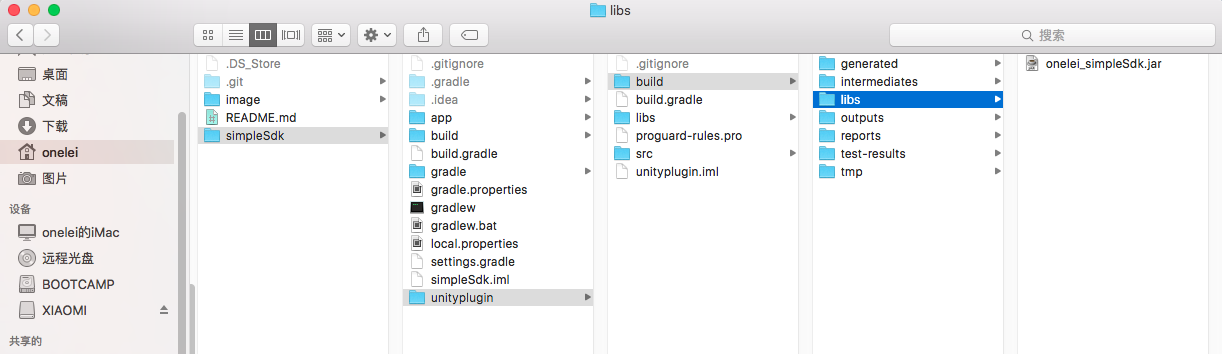 libs
搜索
桌面
文稿
下载
onelei
图片
设备
onelei的iMac
远程光盘
BOOTCAMP
XIAOMI
共享的
.DS_Store
.git
image
README.md
simpleSdk
.gitignore
.gradle
.idea
app
build
build.gradle
gradle
gradle.properties
gradlew
gradlew.bat
local.properties
settings.gradle
simpleSdk.iml
unityplugin
.gitignore
build
build.gradle
libs
proguard-rules.pro
src
unityplugin.iml
generated
intermediates
libs
outputs
reports
test-results
tmp
onelei_simpleSdk.jar